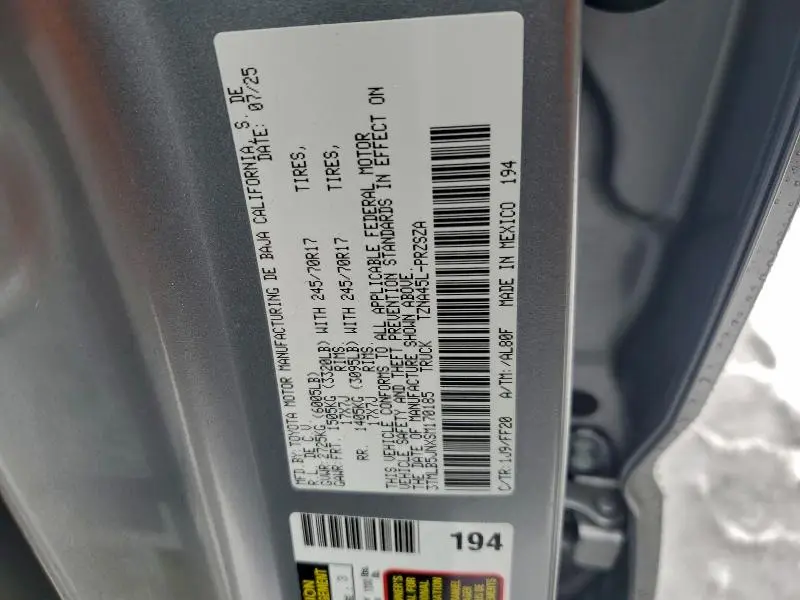 MFD.BY:TOYOTA MOTOR MANUFACTURING DE BAJA CALIFORNIA, S. DE
R.L. DE C.V. DATE: 07/25
GVWR 2725KG (6005LB)
GAWR FRT. 1505KG (3320LB) WITH 245/70R17 TIRES,
17X7J RIMS,
RR. 1405KG (3095LB) WITH 245/70R17 TIRES,
17X7J RIMS.
THIS VEHICLE CONFORMS TO ALL APPLICABLE FEDERAL MOTOR
VEHICLE SAFETY AND THEFT PREVENTION STANDARDS IN EFFECT ON
THE DATE OF MANUFACTURE SHOWN ABOVE.
3TMLB5JNXSM170185 TRUCK TZNA45L-PRZSZA
C/TR:1J9/FF20 A/TM:/AL80F MADE IN MEXICO 194
194